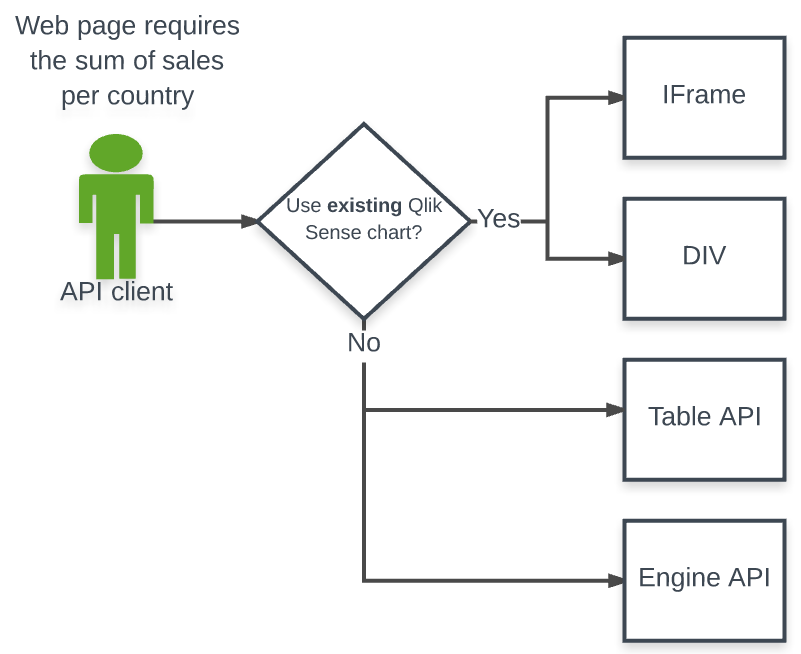 Web page requires
the sum of sales
per country
API client
Use existing Qlik
Sense chart?
Yes
No
IFrame
DIV
Table API
Engine API